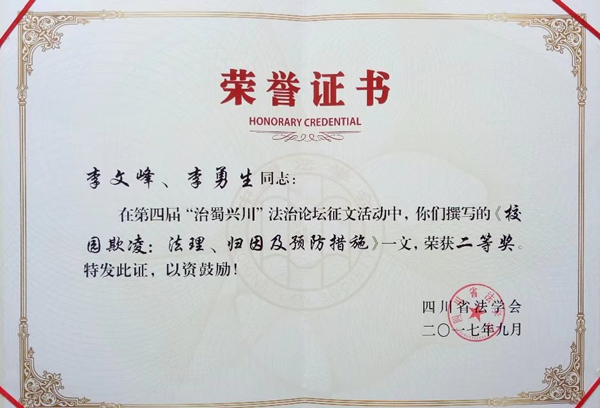 荣誉证书
HONORARY CREDENTIAL
李文峰、李勇生同志：
在第四届“治蜀兴川”法治论坛征文活动中，你们撰写的《校
园欺凌：法理、归因及预防措施》一文，荣获二等奖。
特发此证，以资鼓励！
四川省法学会
二〇一七年九月